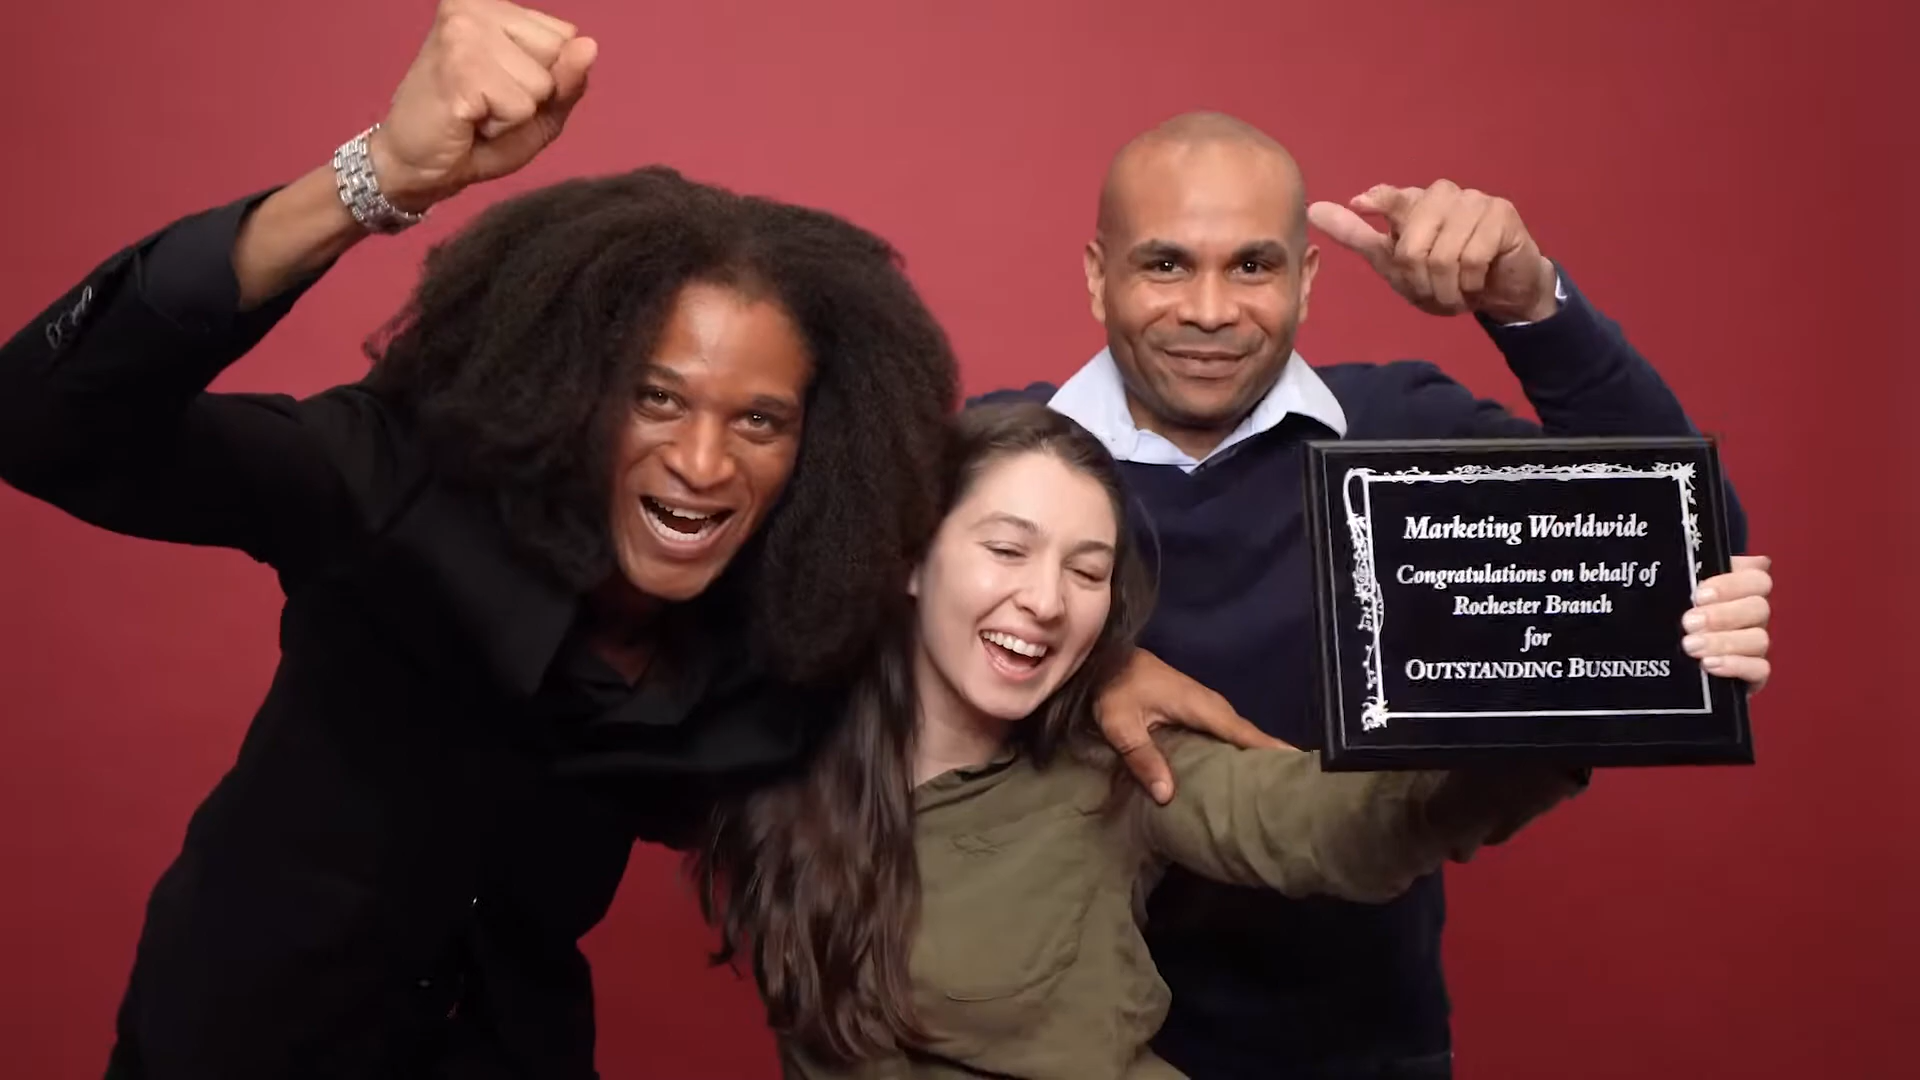 Marketing Worldwide
Congratulations on behalf of
Rochester Branch
for
OUTSTANDING BUSINESS